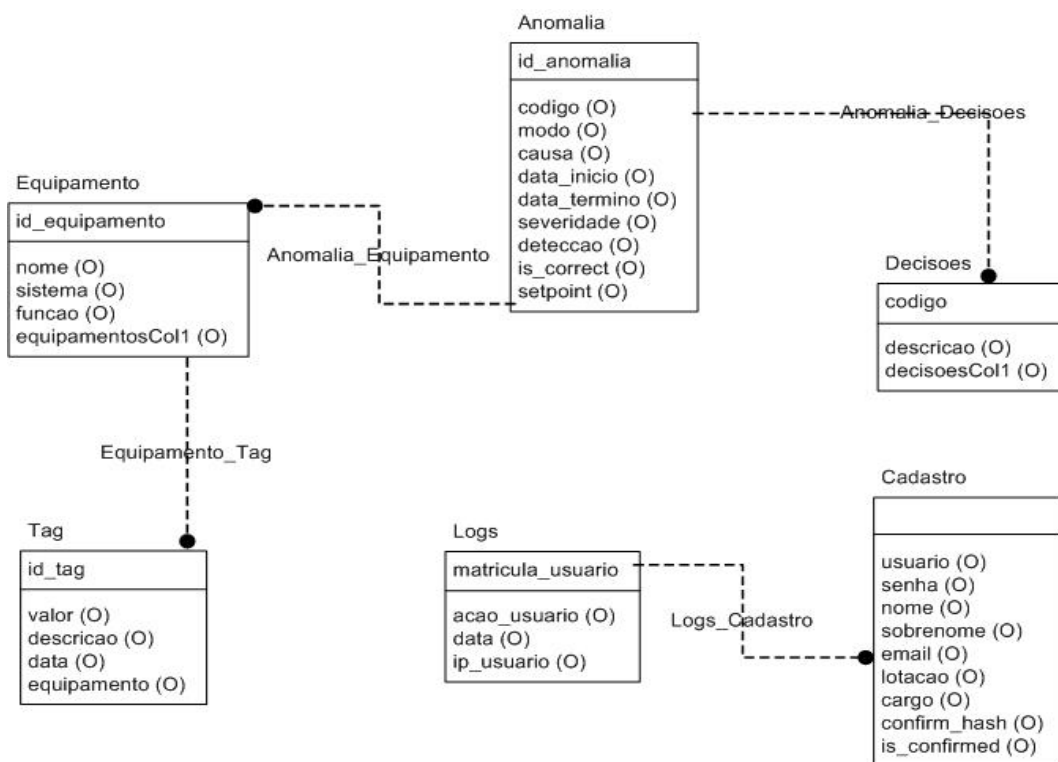 Anomalia
id_anomalia
codigo (O)
modo (O)
causa (O)
data_inicio (O)
data_termino (O)
severidade (O)
deteccao (O)
is_correct (O)
setpoint (O)
Anomalia_Decisoes
Equipamento
id_equipamento
nome (O)
sistema (O)
funcao (O)
equipamentosCol1 (O)
Anomalia_Equipamento
Decisoes
codigo
descricao (O)
decisoesCol1 (O)
Equipamento_Tag
Tag
id_tag
valor (O)
descricao (O)
data (O)
equipamento (O)
Logs
matricula_usuario
acao_usuario (O)
data (O)
ip_usuario (O)
Logs_Cadastro
Cadastro
usuario (O)
senha (O)
nome (O)
sobrenome (O)
email (O)
lotacao (O)
cargo (O)
confirm_hash (O)
is_confirmed (O)